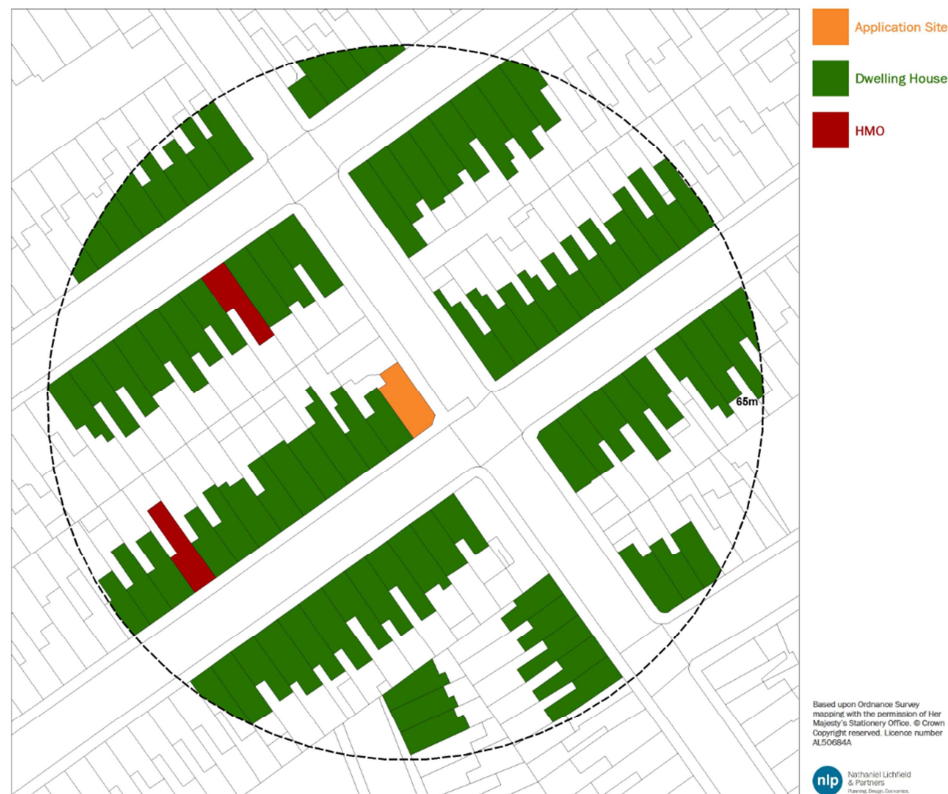 Application Site
Dwelling House
HMO
65m
Based upon Ordnance Survey
mapping with the permission of Her
Majesty's Stationery Office. © Crown
Copyright reserved. Licence number
AL50684A
nlp
Nathaniel Lichfield
& Partners
Planning. Design. Economics.